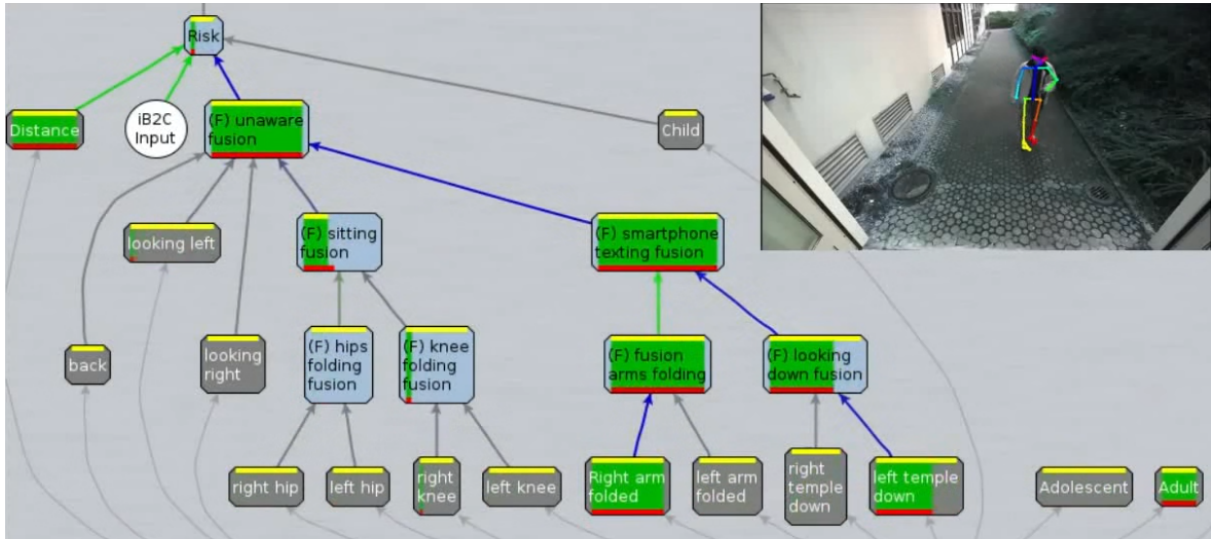 Risk
Distance
iB2C
Input
(F) unaware
fusion
Child
looking left
(F) sitting
fusion
(F) smartphone
texting fusion
back
looking
right
(F) hips
folding
fusion
(F) knee
folding
fusion
(F) fusion
arms folding
(F) looking
down fusion
right hip
left hip
right
knee
left knee
Right arm
folded
left arm
folded
right
temple
down
left temple
down
Adolescent
Adult